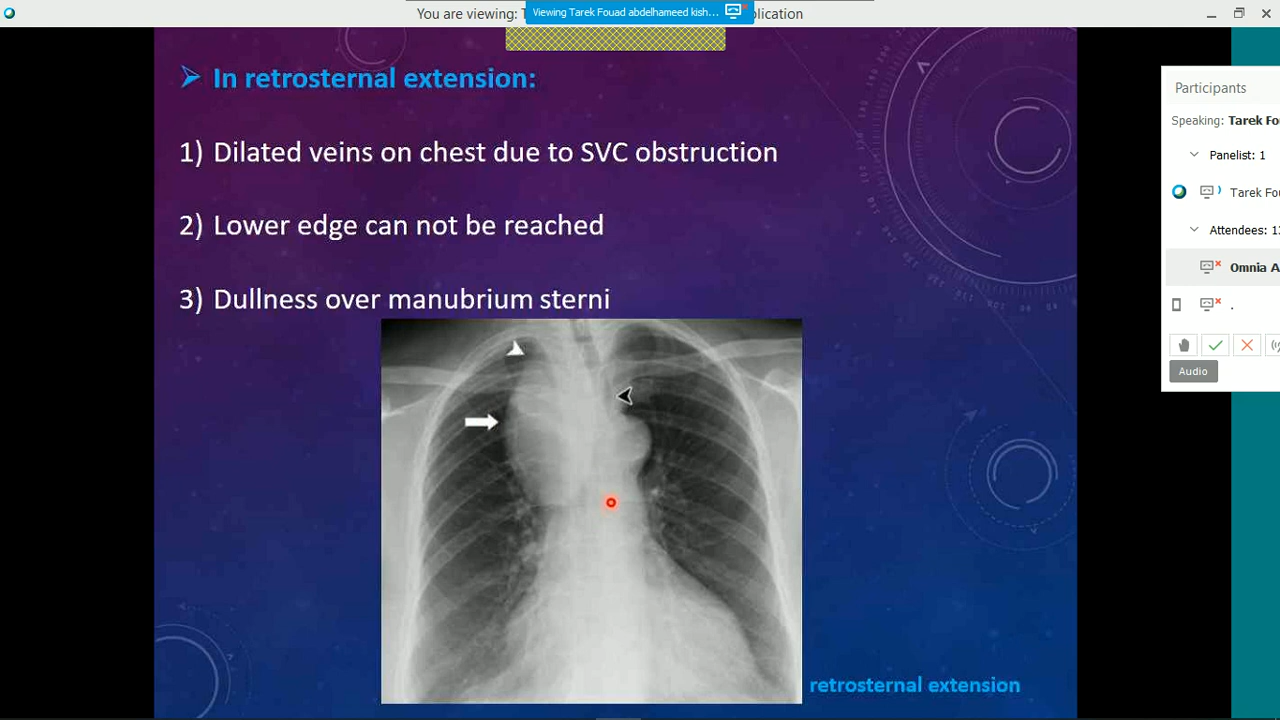 You are viewing: T
Viewing Tarek Fouad abdelhameed kish...
plication
➢ In retrosternal extension:
1) Dilated veins on chest due to SVC obstruction
2) Lower edge can not be reached
3) Dullness over manubrium sterni
retrosternal extension
Participants
Speaking: Tarek Fo
Panelist: 1
Tarek Fo
Attendees: 1
Omnia A
.
Audio